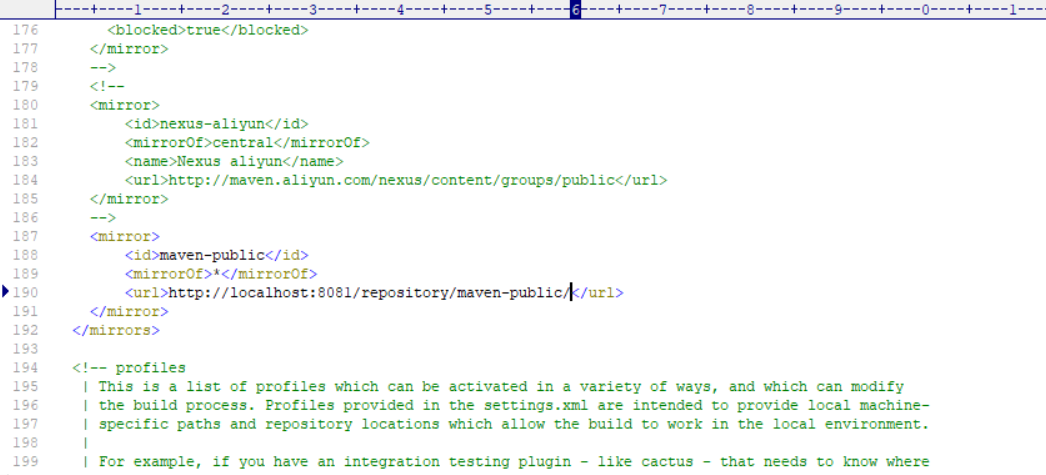 ----+----1----+----2----+----3----+----4----+----5----+----6----+----7----+----8----+----9----+----0----+----1---
176 <blocked>true</blocked>
177 </mirror>
178 -->
179 <!--
180 <mirror>
181 <id>nexus-aliyun</id>
182 <mirrorOf>central</mirrorOf>
183 <name>Nexus aliyun</name>
184 <url>http://maven.aliyun.com/nexus/content/groups/public</url>
185 </mirror>
186 -->
187 <mirror>
188 <id>maven-public</id>
189 <mirrorOf>*</mirrorOf>
190 <url>http://localhost:8081/repository/maven-public/</url>
191 </mirror>
192 </mirrors>
193
194 <!-- profiles
195 | This is a list of profiles which can be activated in a variety of ways, and which can modify
196 | the build process. Profiles provided in the settings.xml are intended to provide local machine-
197 | specific paths and repository locations which allow the build to work in the local environment.
198 |
199 | For example, if you have an integration testing plugin - like cactus - that needs to know where